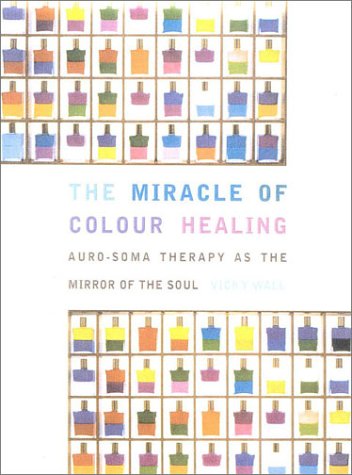 THE MIRACLE OF
COLOUR HEALING
AURO-SOMA THERAPY AS THE
MIRROR OF THE SOUL VICKY WALL